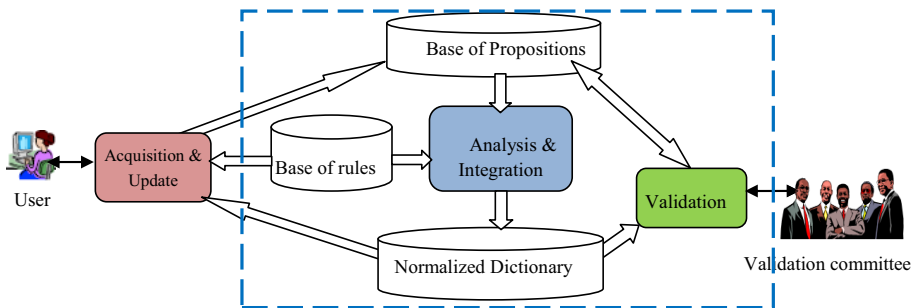 Base of Propositions
Acquisition &
Update
Base of rules
Analysis &
Integration
User
Validation
Normalized Dictionary
Validation committee